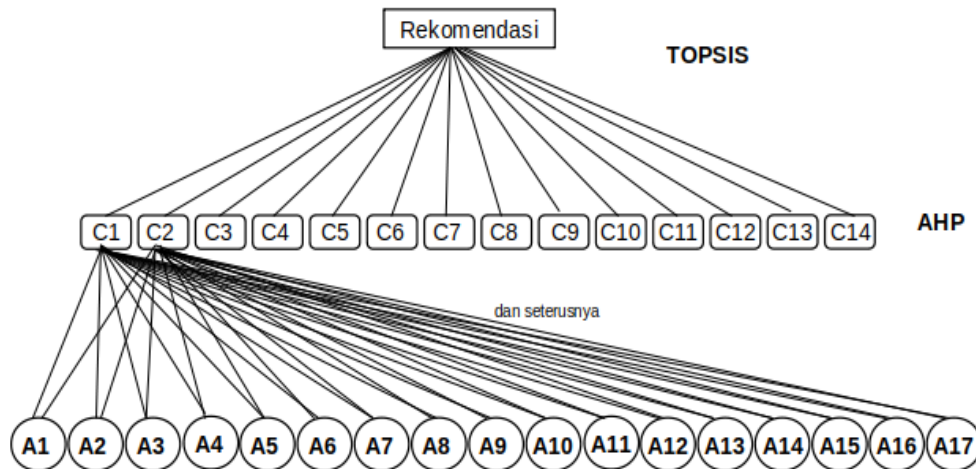 Rekomendasi
TOPSIS
C1 C2 C3 C4 C5 C6 C7 C8 C9 C10 C11 C12 C13 C14
AHP
dan seterusnya
A1 A2 A3 A4 A5 A6 A7 A8 A9 A10 A11 A12 A13 A14 A15 A16 A17